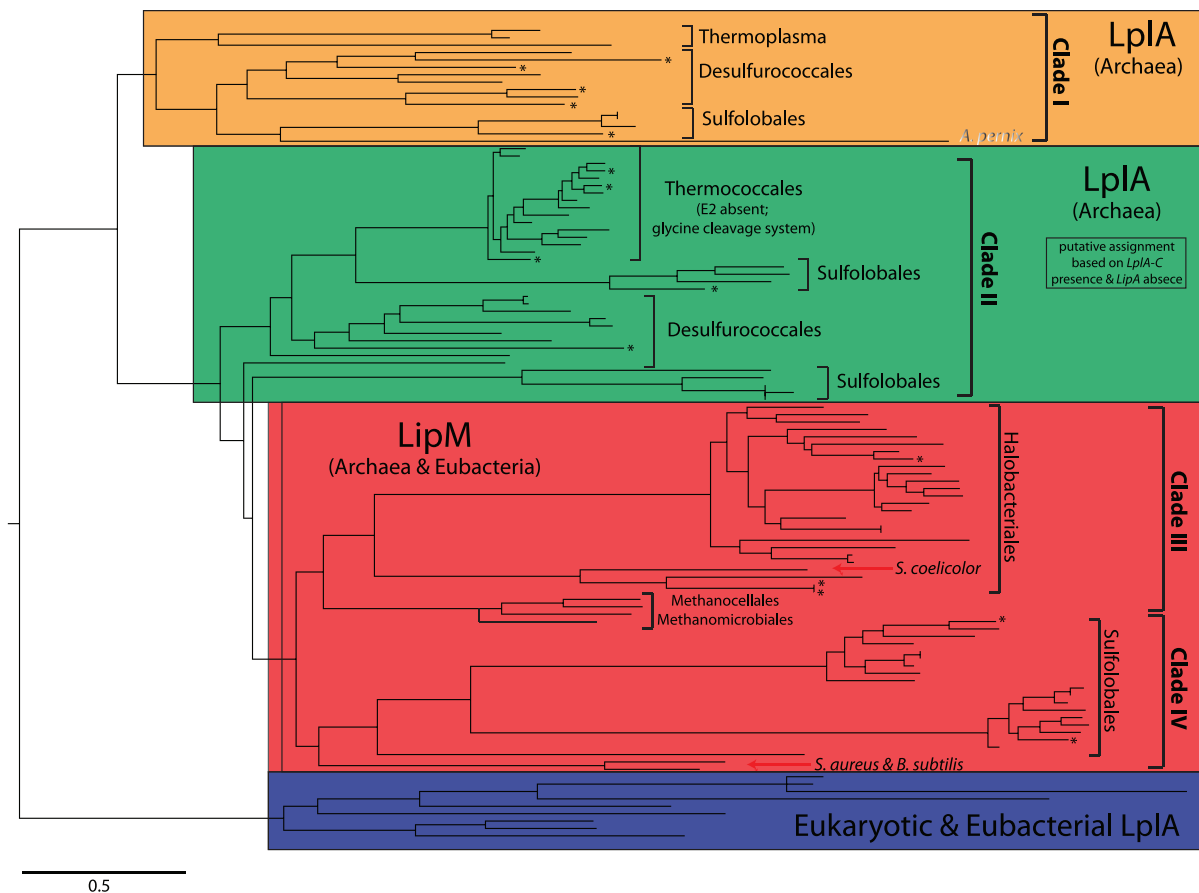 Thermoplasma
Clade I
LplA
(Archaea)
*
*
Desulfurococcales
*
*
Sulfolobales
*
A. pernix
*
*
Thermococcales
(E2 absent;
glycine cleavage system)
*
Clade II
LplA
(Archaea)
putative assignment
based on LplA-C
presence & LipA absece
Sulfolobales
*
Desulfurococcales
*
Sulfolobales
LipM
(Archaea & Eubacteria)
*
Halobacteriales
Clade III
S. coelicolor
*
*
Methanocellales
Methanomicrobiales
*
Sulfolobales
Clade IV
*
S. aureus & B. subtilis
Eukaryotic & Eubacterial LplA
0.5